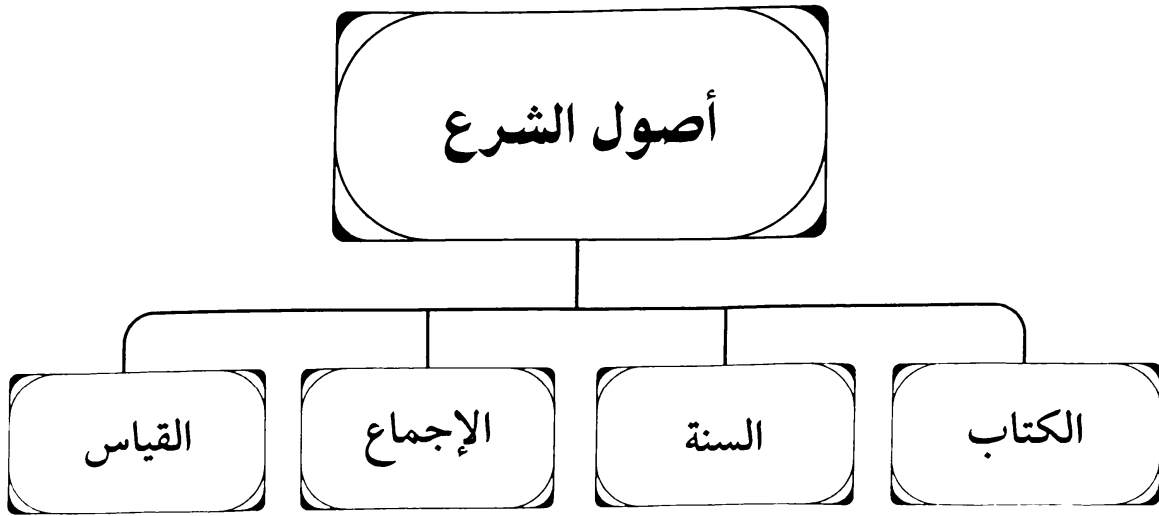 أصول الشرع
الكتاب
السنة
الإجماع
القياس